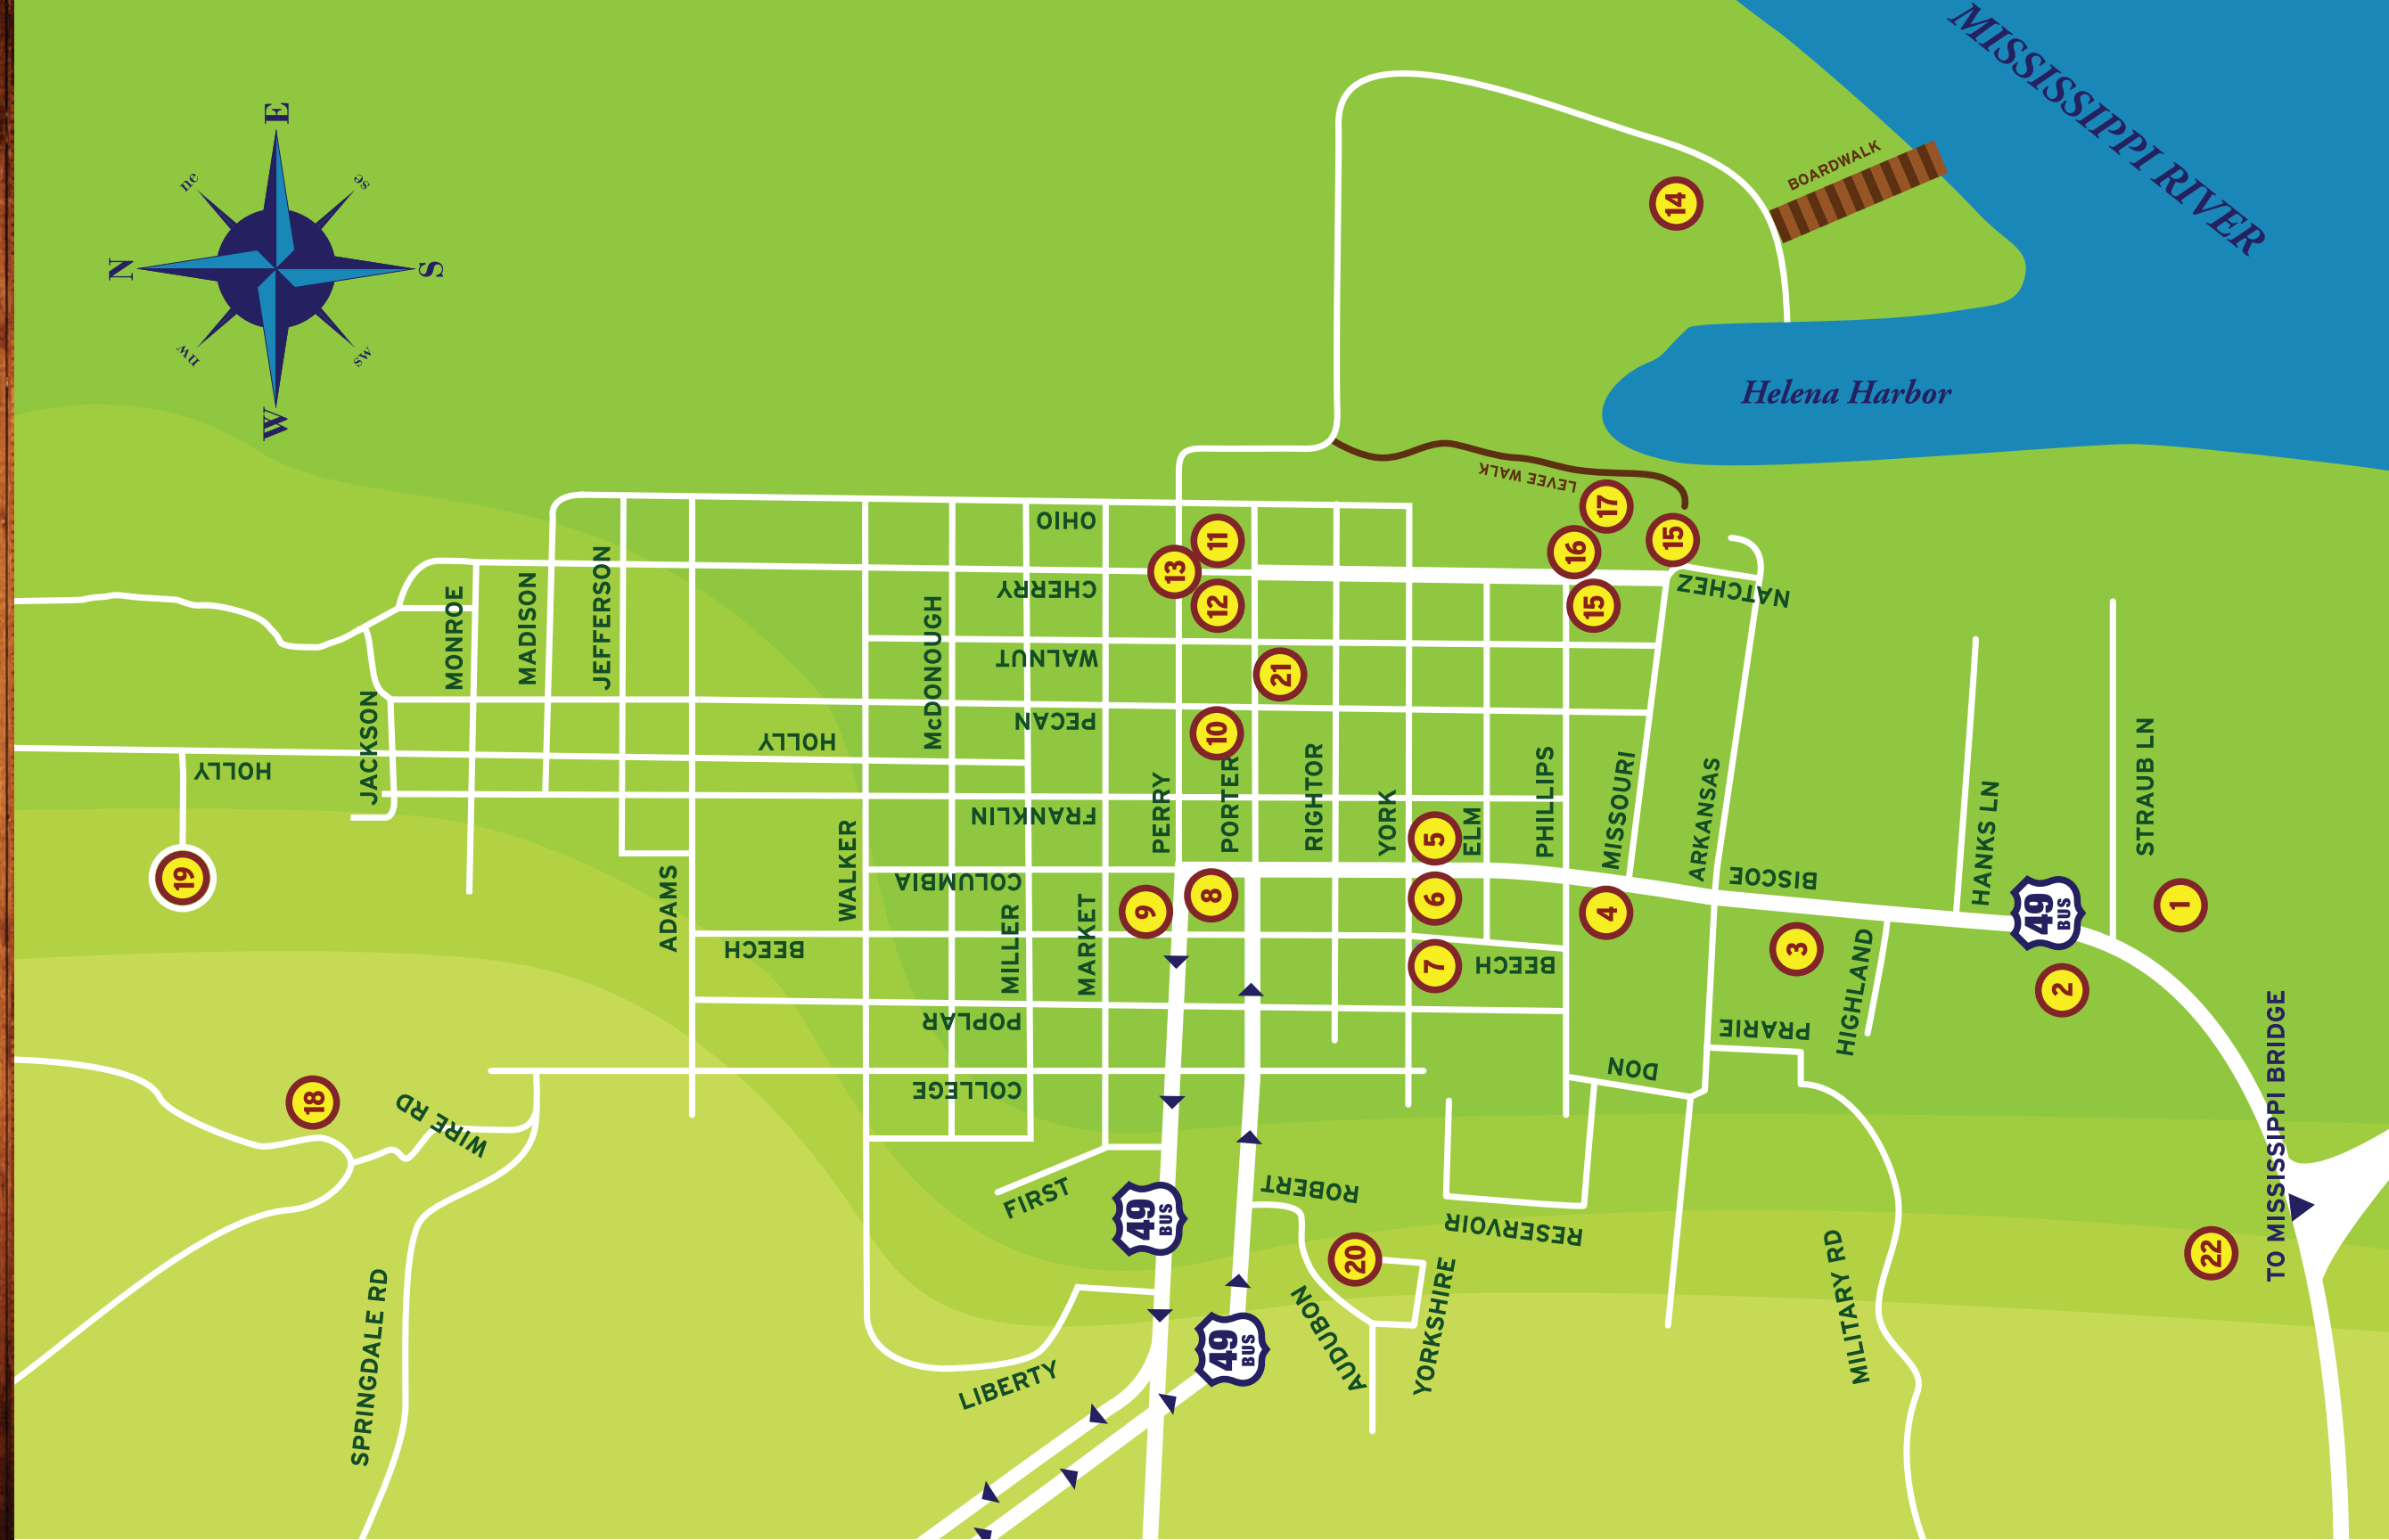 MISSISSIPPI RIVER
BOARDWALK
Helena Harbor
LEVEE WALK
N
ne
E
se
S
sw
W
nw
OHIO
CHERRY
WALNUT
PECAN
HOLLY
HOLLY
FRANKLIN
COLUMBIA
BEECH
BEECH
POPLAR
COLLEGE
JACKSON
MONROE
MADISON
JEFFERSON
ADAMS
WALKER
McDONOUGH
MILLER
MARKET
PERRY
PORTER
RIGHTOR
YORK
ELM
PHILLIPS
MISSOURI
ARKANSAS
NATCHEZ
BISCOE
HANKS LN
STRAUB LN
HIGHLAND
PRARIE
DON
RESERVOIR
ROBERT
AUDUBON
YORKSHIRE
MILITARY RD
FIRST
LIBERTY
WIRE RD
SPRINGDALE RD
TO MISSISSIPPI BRIDGE
49
BUS
49
BUS
49
BUS
1
2
3
4
5
6
7
8
9
10
11
12
13
14
15
15
16
17
18
19
20
21
22